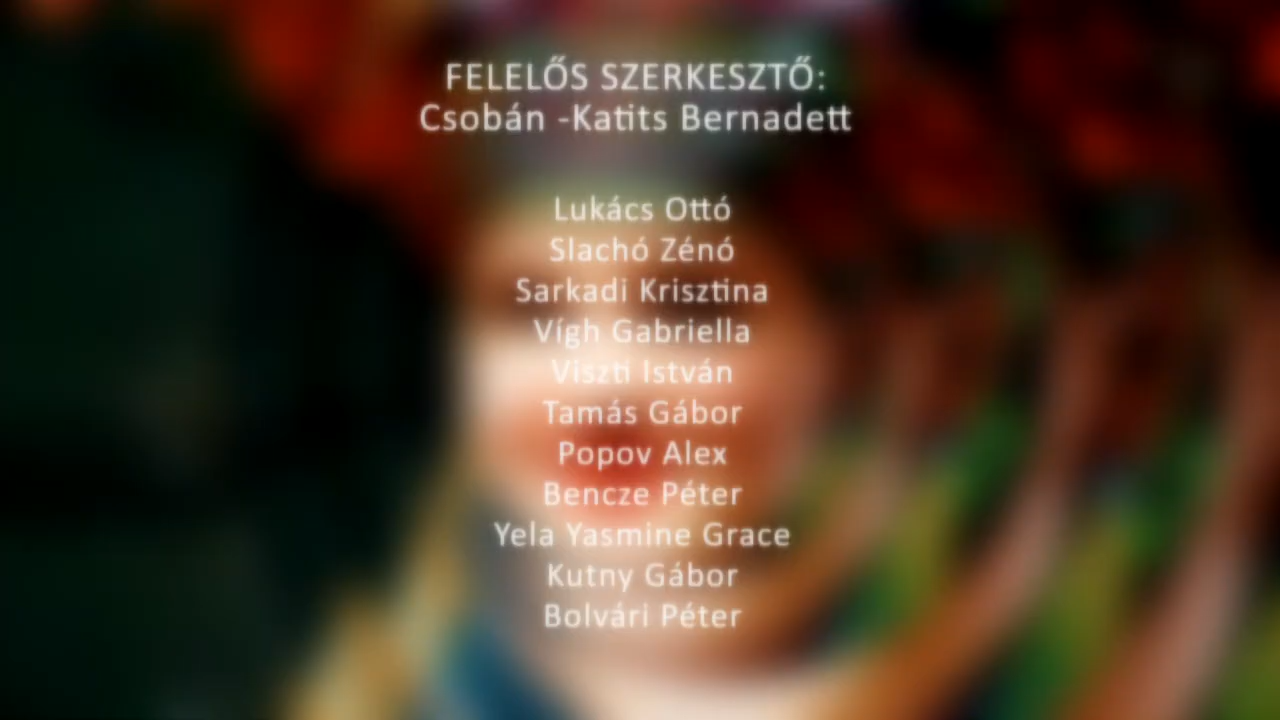 FELELŐS SZERKESZTŐ:
Csobán -Katits Bernadett
Lukács Ottó
Slachó Zénó
Sarkadi Krisztina
Vígh Gabriella
Viszti István
Tamás Gábor
Popov Alex
Bencze Péter
Yela Yasmine Grace
Kutny Gábor
Bolvári Péter